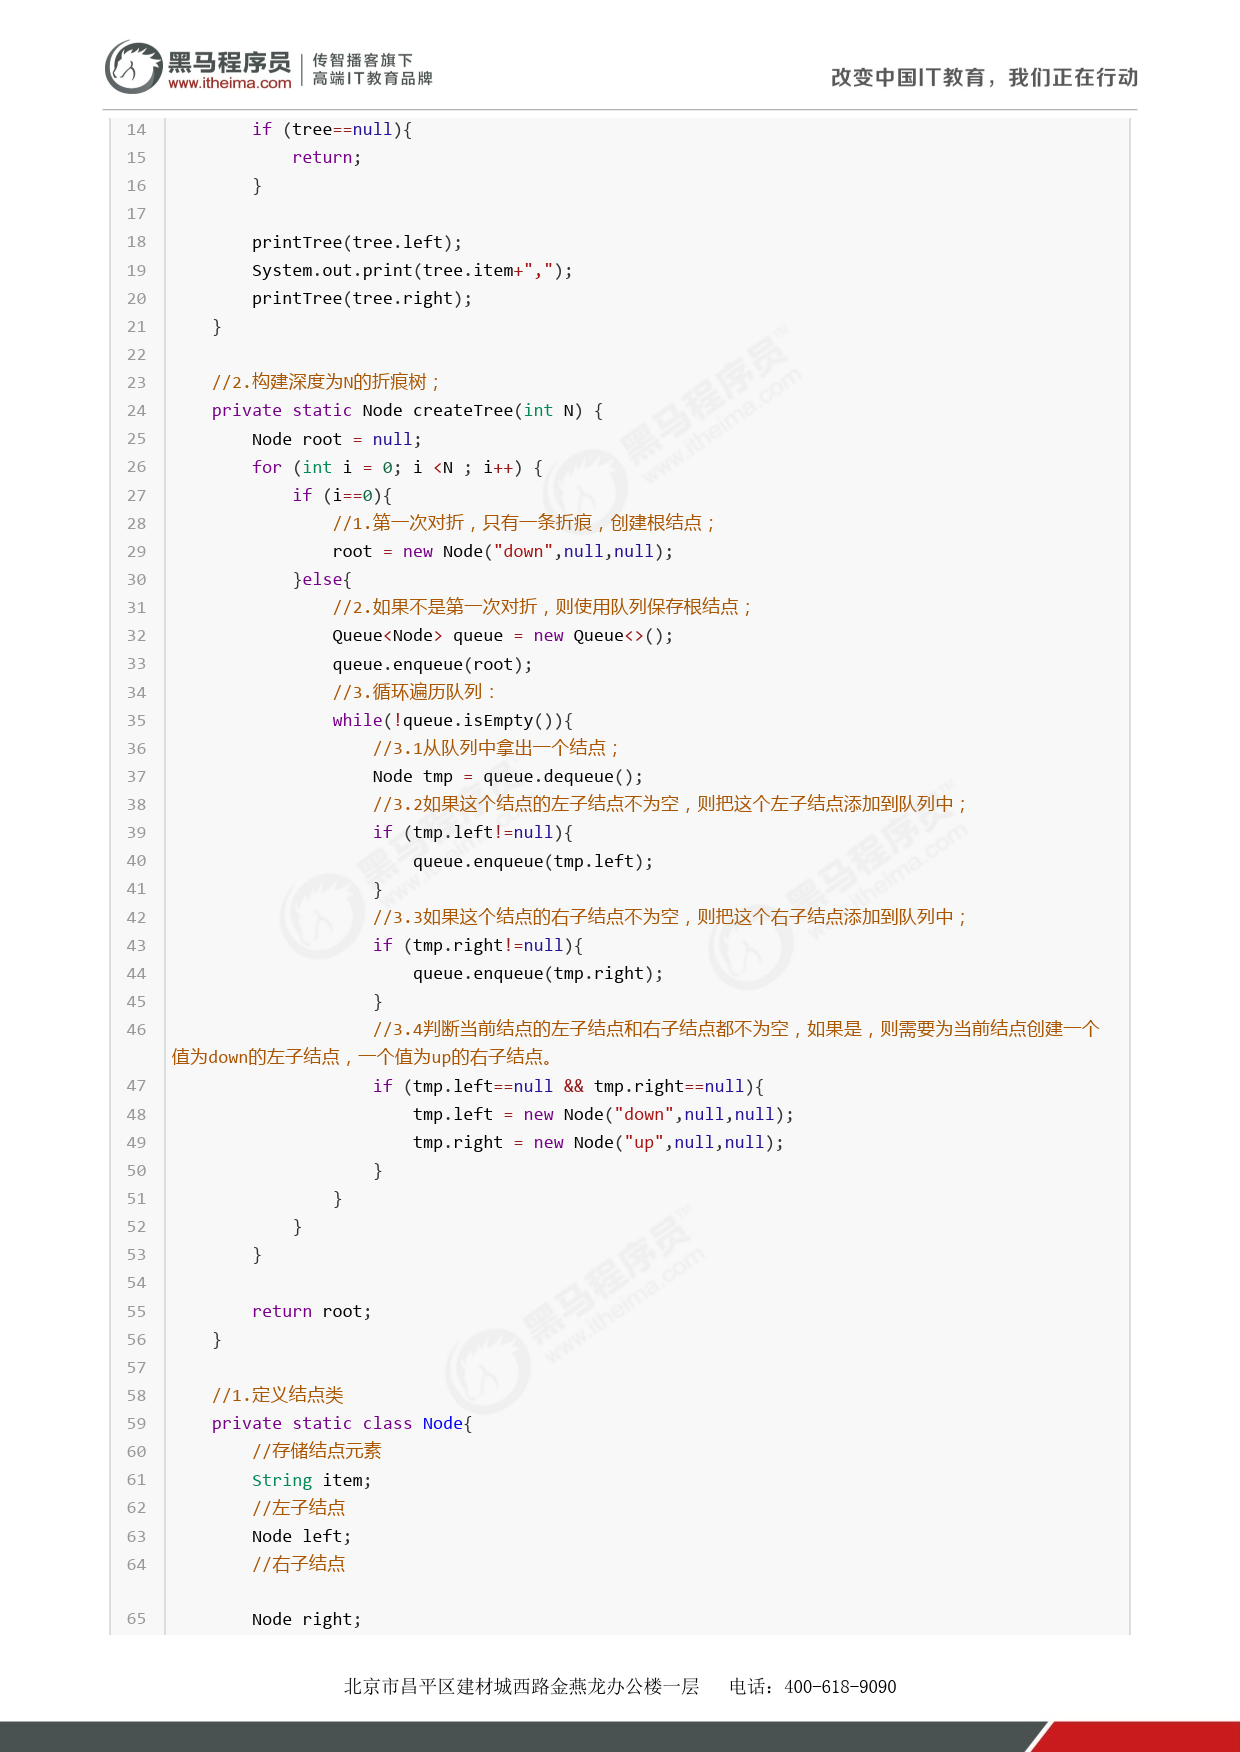 黑马程序员
www.itheima.com
传智播客旗下
高端IT教育品牌
改变中国IT教育，我们正在行动
14 if (tree==null){
15 return;
16 }
17
18 printTree(tree.left);
19 System.out.print(tree.item+",");
20 printTree(tree.right);
21 }
22
23 //2.构建深度为N的折痕树；
24 private static Node createTree(int N) {
25 Node root = null;
26 for (int i = 0; i <N ; i++) {
27 if (i==0){
28 //1.第一次对折，只有一条折痕，创建根结点；
29 root = new Node("down",null,null);
30 }else{
31 //2.如果不是第一次对折，则使用队列保存根结点；
32 Queue<Node> queue = new Queue<>();
33 queue.enqueue(root);
34 //3.循环遍历队列：
35 while(!queue.isEmpty()){
36 //3.1从队列中拿出一个结点；
37 Node tmp = queue.dequeue();
38 //3.2如果这个结点的左子结点不为空，则把这个左子结点添加到队列中；
39 if (tmp.left!=null){
40 queue.enqueue(tmp.left);
41 }
42 //3.3如果这个结点的右子结点不为空，则把这个右子结点添加到队列中；
43 if (tmp.right!=null){
44 queue.enqueue(tmp.right);
45 }
46 //3.4判断当前结点的左子结点和右子结点都不为空，如果是，则需要为当前结点创建一个
值为down的左子结点，一个值为up的右子结点。
47 if (tmp.left==null && tmp.right==null){
48 tmp.left = new Node("down",null,null);
49 tmp.right = new Node("up",null,null);
50 }
51 }
52 }
53 }
54
55 return root;
56 }
57
58 //1.定义结点类
59 private static class Node{
60 //存储结点元素
61 String item;
62 //左子结点
63 Node left;
64 //右子结点
65 Node right;
北京市昌平区建材城西路金燕龙办公楼一层 电话：400-618-9090